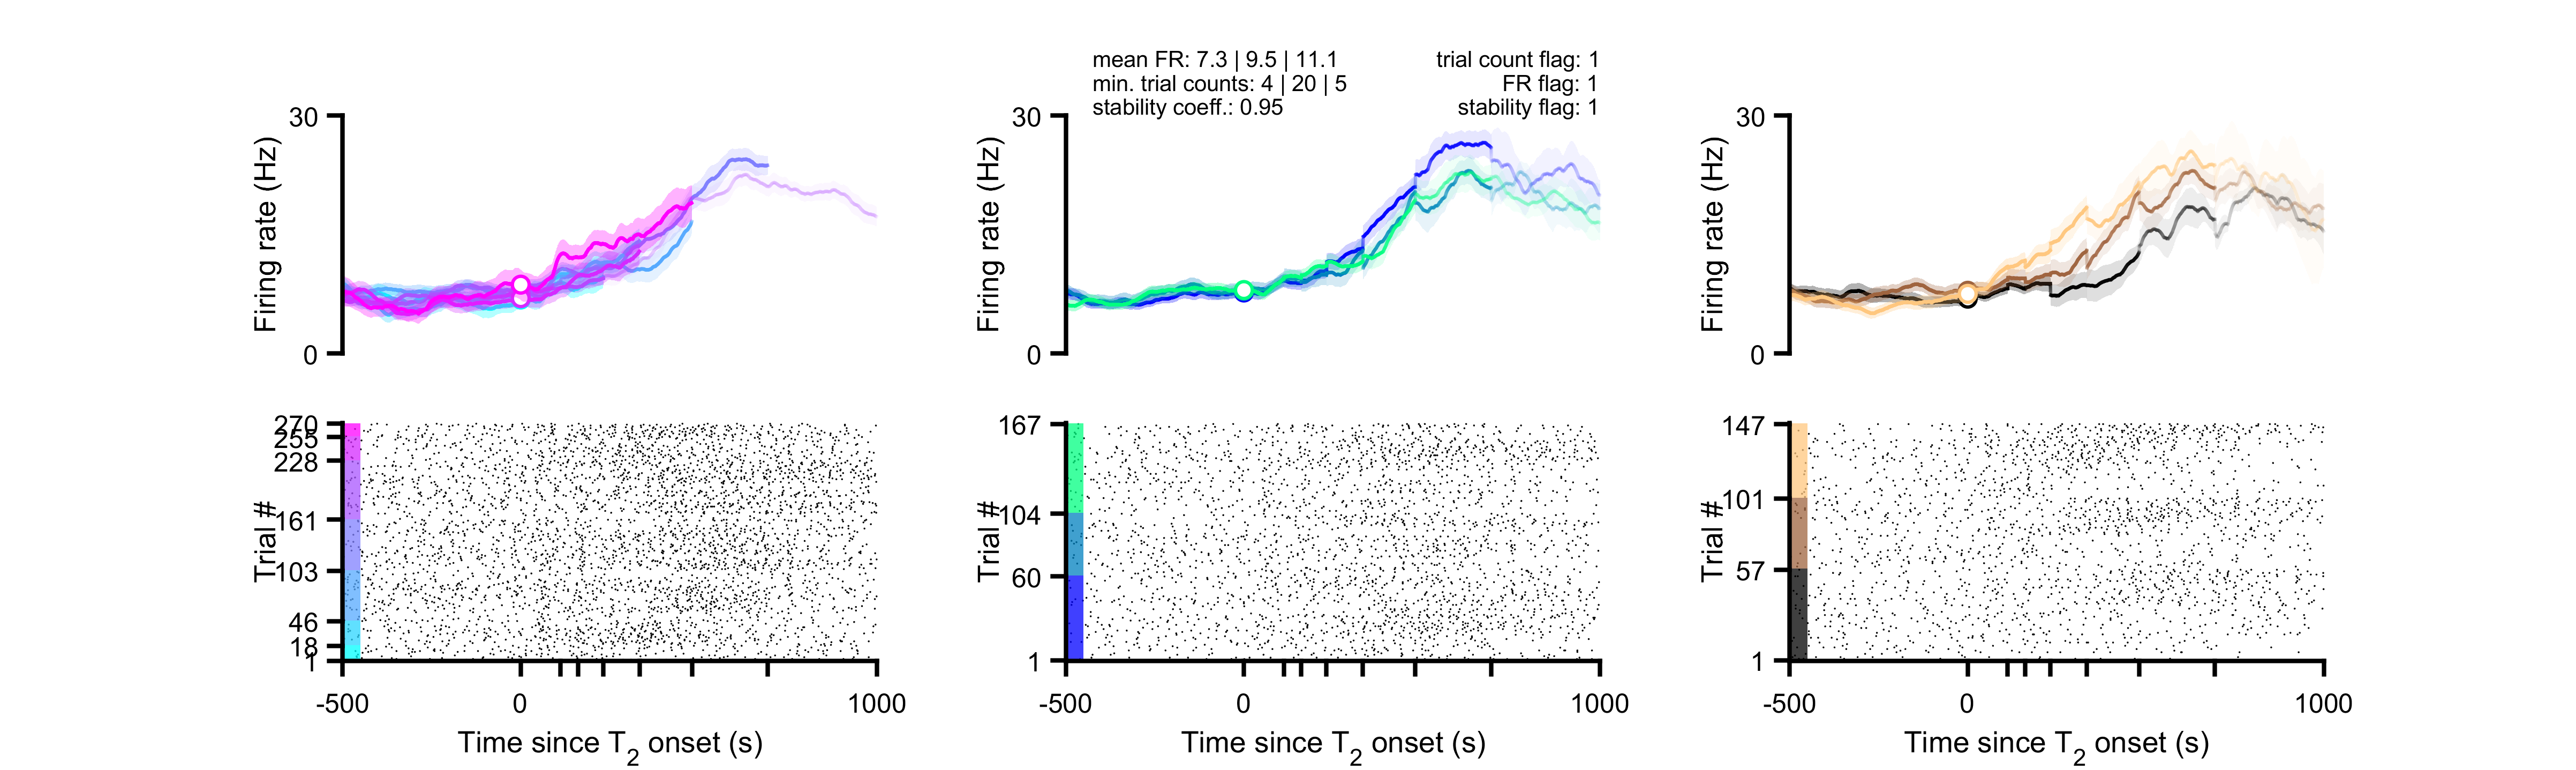 mean FR: 7.3 | 9.5 | 11.1
min. trial counts: 4 | 20 | 5
stability coeff.: 0.95
trial count flag: 1
FR flag: 1
stability flag: 1
30
Firing rate (Hz)
0
30
Firing rate (Hz)
0
30
Firing rate (Hz)
0
270
255
228
161
103
46
18
1
Trial #
-500
0
1000
Time since T2 onset (s)
167
104
60
1
Trial #
-500
0
1000
Time since T2 onset (s)
147
101
57
1
Trial #
-500
0
1000
Time since T2 onset (s)